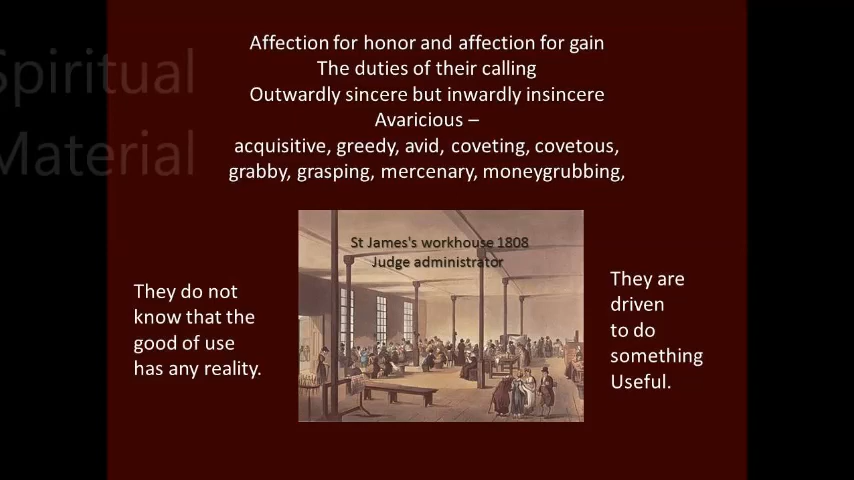 Spiritual
Material
Affection for honor and affection for gain
The duties of their calling
Outwardly sincere but inwardly insincere
Avaricious –
acquisitive, greedy, avid, coveting, covetous,
grabby, grasping, mercenary, moneygrubbing,
St James's workhouse 1808
Judge administrator
They do not
know that the
good of use
has any reality.
They are
driven
to do
something
Useful.